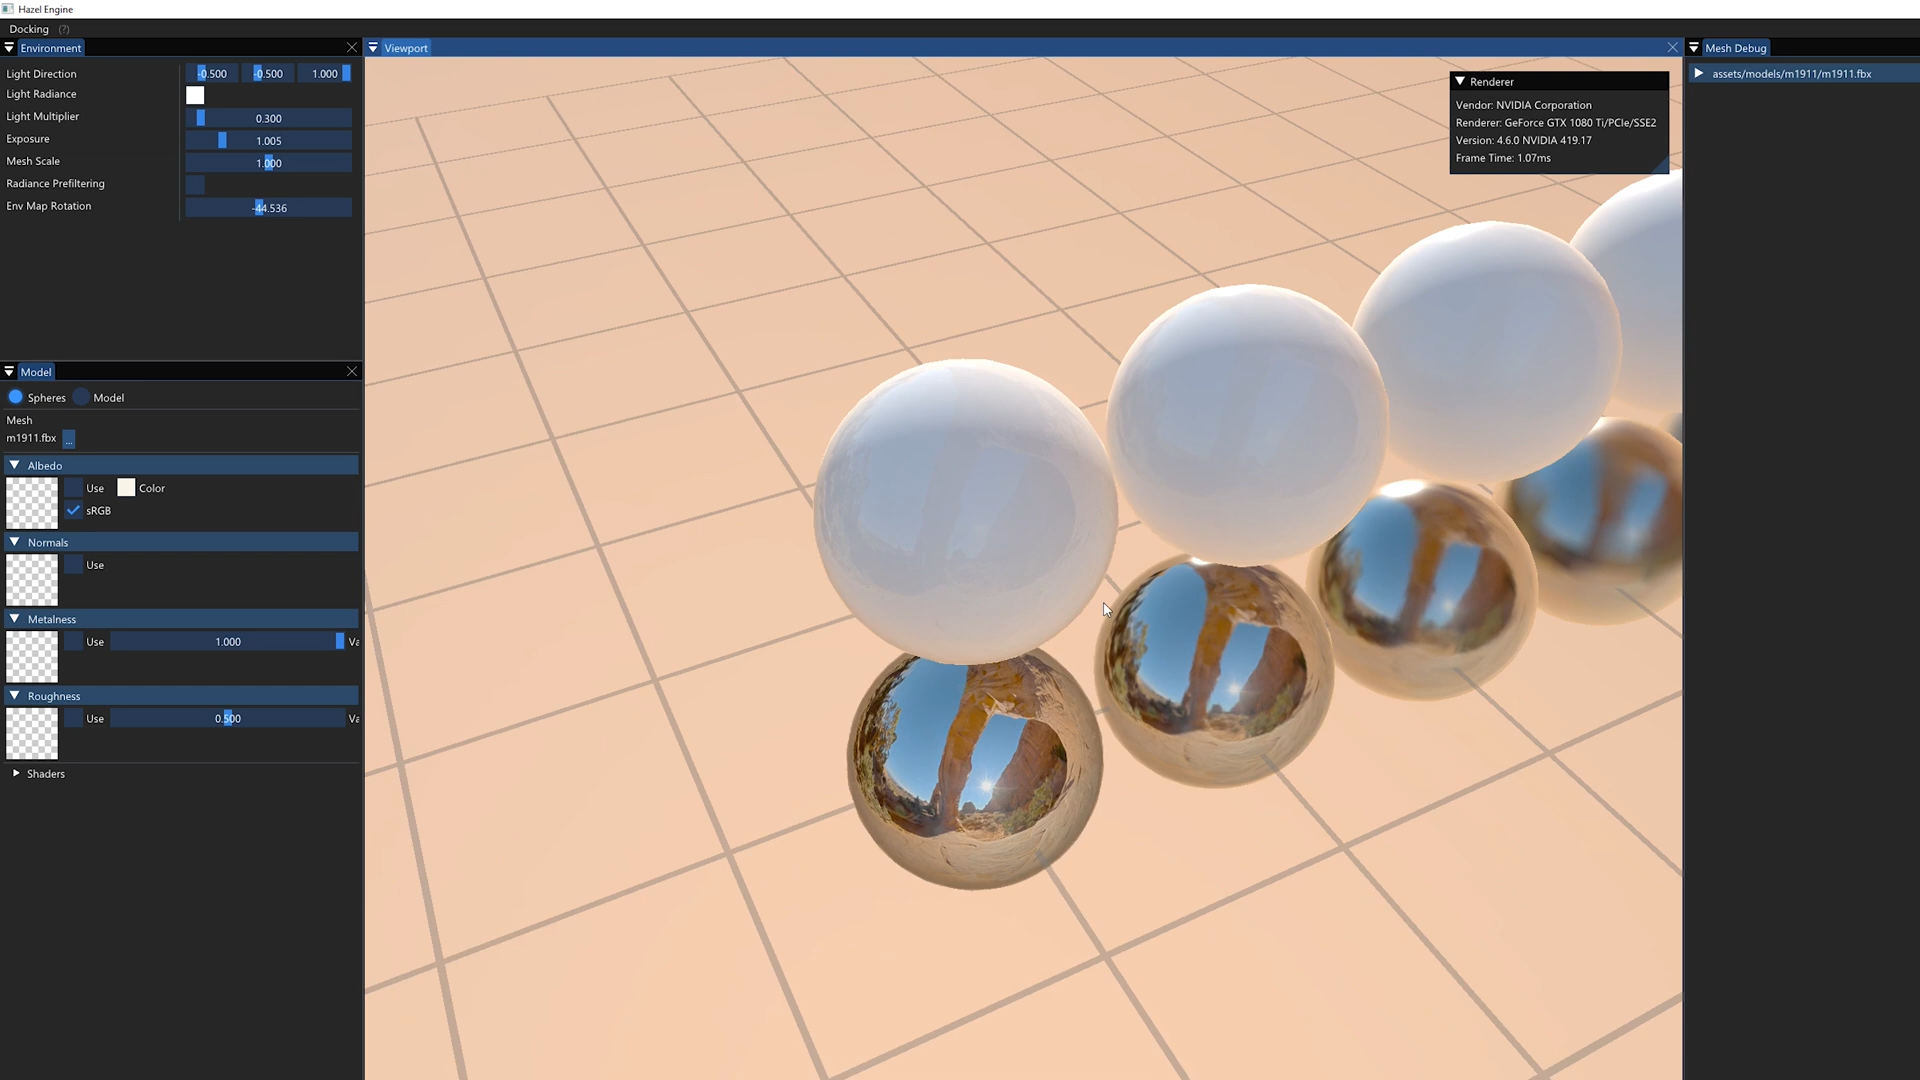 Hazel Engine
Docking (?)
Environment
Light Direction -0.500 -0.500 1.000
Light Radiance
Light Multiplier 0.300
Exposure 1.005
Mesh Scale 1.000
Radiance Prefiltering
Env Map Rotation -44.536
Model
Spheres Model
Mesh
m1911.fbx ...
Albedo
Use Color
sRGB
Normals
Use
Metalness
Use 1.000 Va
Roughness
Use 0.500 Va
Shaders
Viewport
Renderer
Vendor: NVIDIA Corporation
Renderer: GeForce GTX 1080 Ti/PCIe/SSE2
Version: 4.6.0 NVIDIA 419.17
Frame Time: 1.07ms
Mesh Debug
assets/models/m1911/m1911.fbx